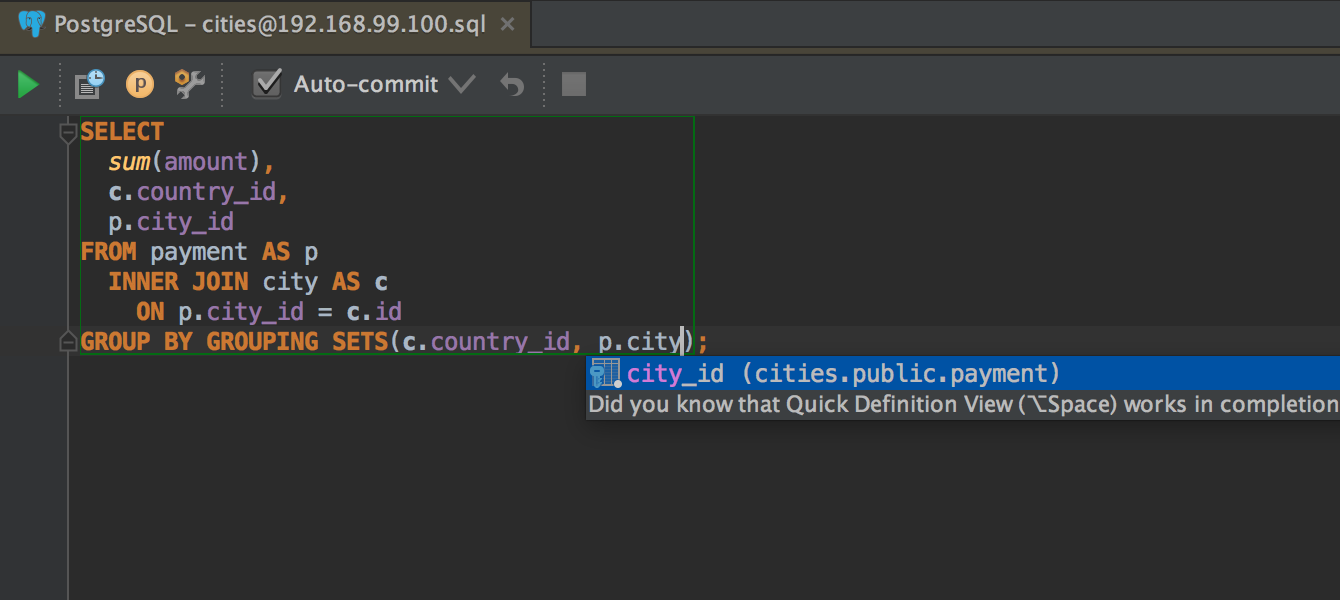 PostgreSQL – cities@192.168.99.100.sql
P
Auto-commit
SELECT
sum(amount),
c.country_id,
p.city_id
FROM payment AS p
INNER JOIN city AS c
ON p.city_id = c.id
GROUP BY GROUPING SETS(c.country_id, p.city);
city_id (cities.public.payment)
Did you know that Quick Definition View (⌥Space) works in completion